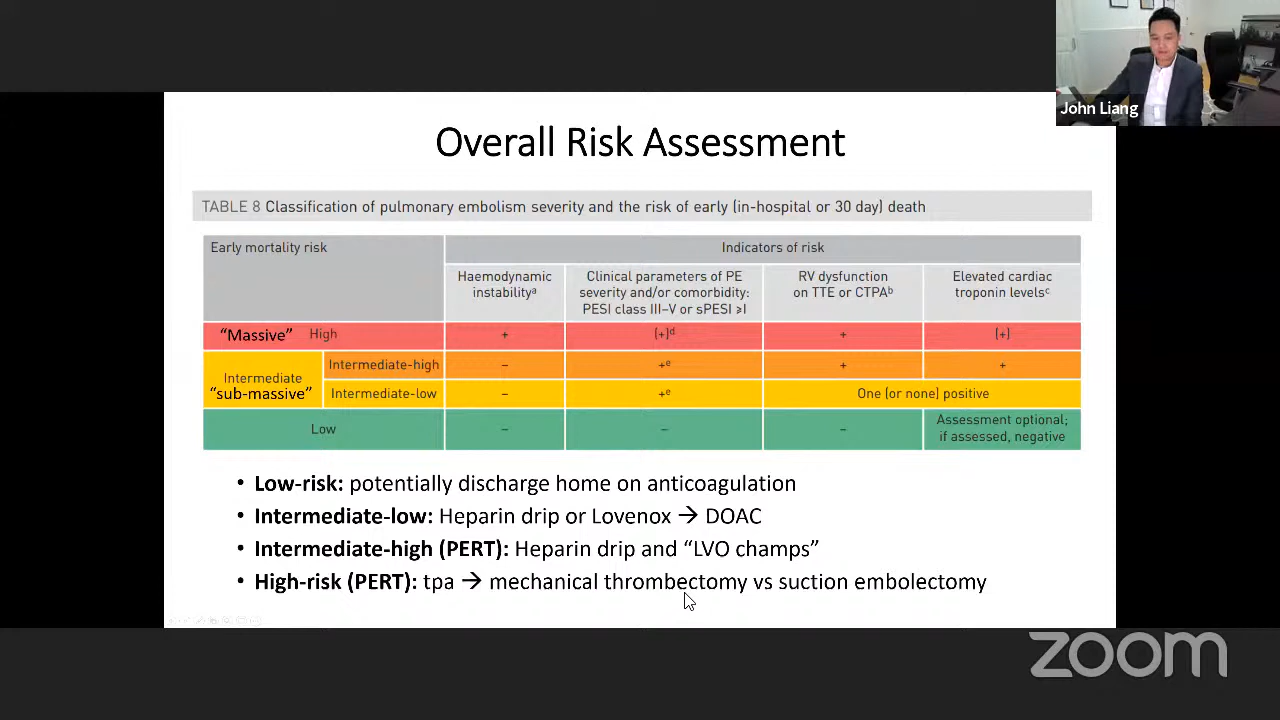 John Liang
Overall Risk Assessment
TABLE 8 Classification of pulmonary embolism severity and the risk of early (in-hospital or 30 day) death
Early mortality risk
Indicators of risk
Haemodynamic
instabilityᵃ
Clinical parameters of PE
severity and/or comorbidity:
PESI class III–V or sPESI ⩾I
RV dysfunction
on TTE or CTPAᵇ
Elevated cardiac
troponin levelsᶜ
"Massive" High + (+)ᵈ + (+)
Intermediate
"sub-massive"
Intermediate-high – +ᵉ + +
Intermediate-low – +ᵉ One (or none) positive
Low – – – Assessment optional;
if assessed, negative
• Low-risk: potentially discharge home on anticoagulation
• Intermediate-low: Heparin drip or Lovenox → DOAC
• Intermediate-high (PERT): Heparin drip and "LVO champs"
• High-risk (PERT): tpa → mechanical thrombectomy vs suction embolectomy
zoom